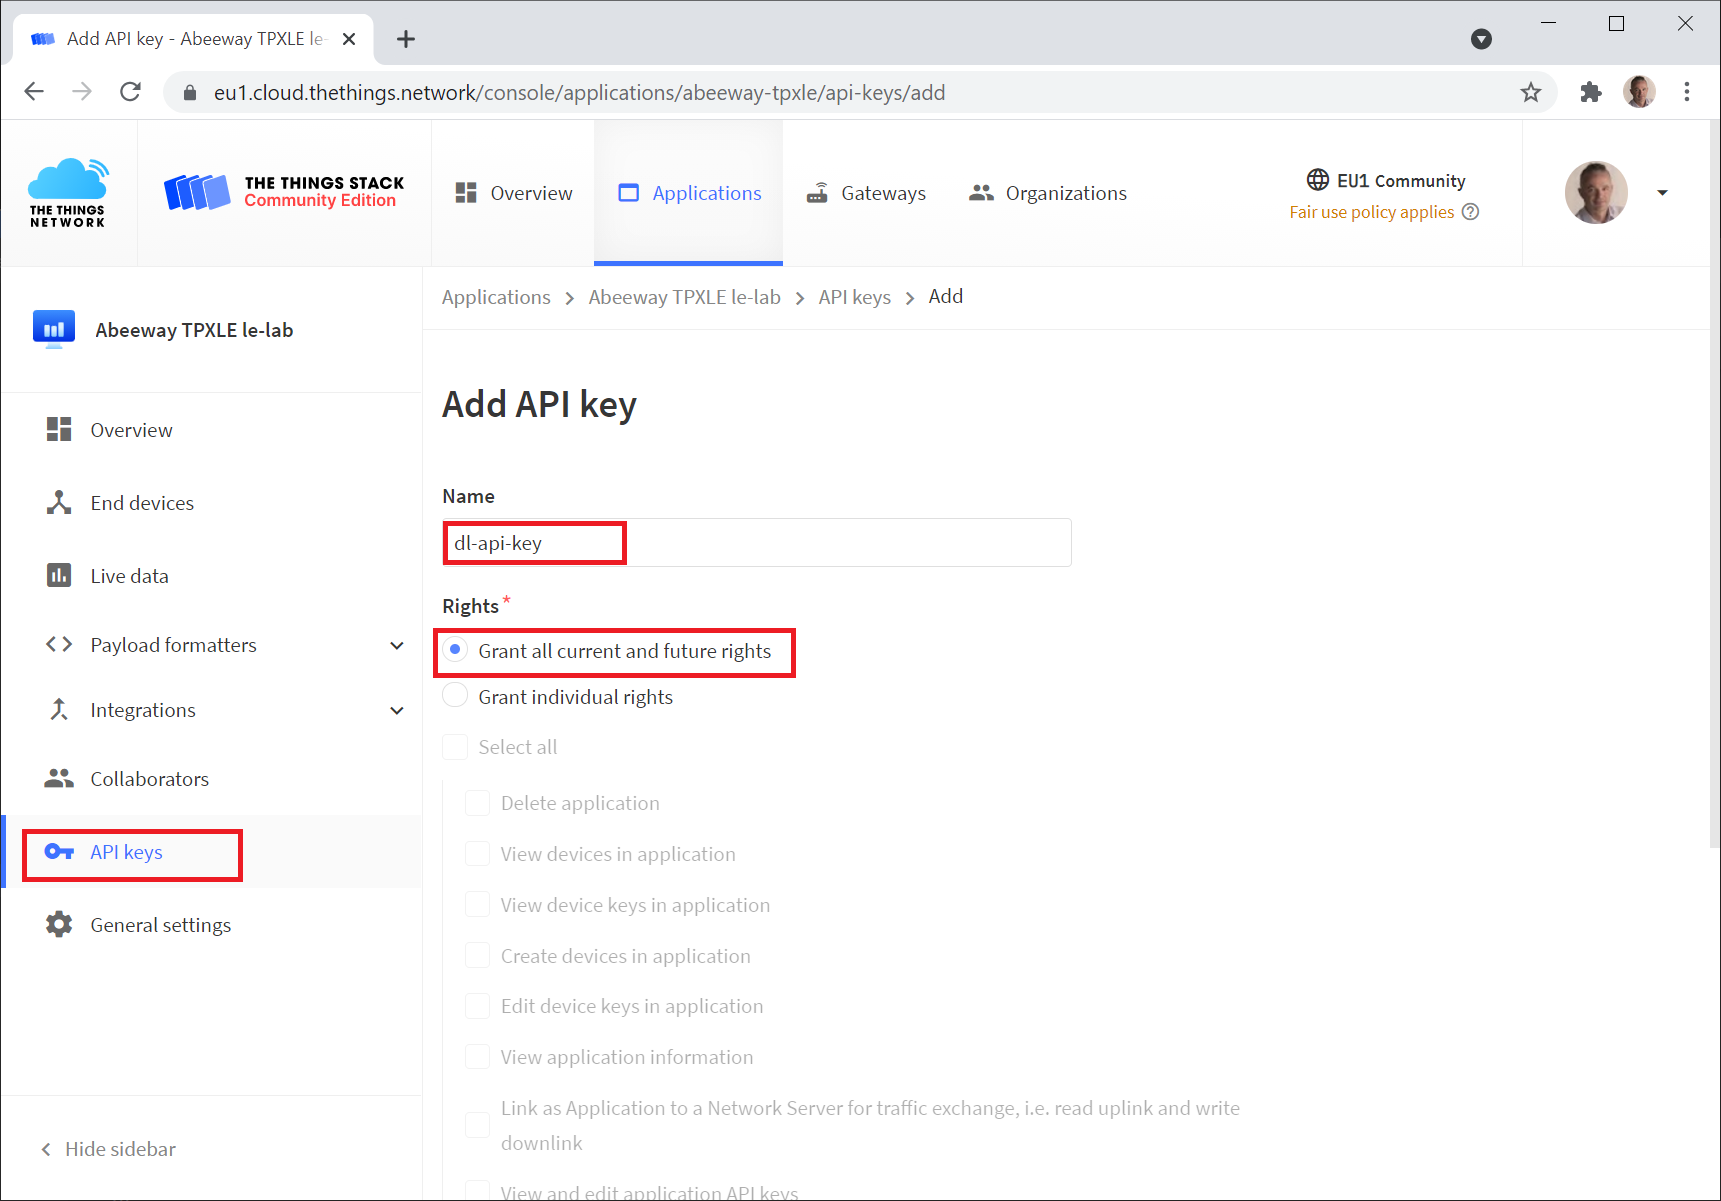 Add API key - Abeeway TPXLE le-
eu1.cloud.thethings.network/console/applications/abeeway-tpxle/api-keys/add
THE THINGS
NETWORK
THE THINGS STACK
Community Edition
Overview
Applications
Gateways
Organizations
EU1 Community
Fair use policy applies
Abeeway TPXLE le-lab
Overview
End devices
Live data
Payload formatters
Integrations
Collaborators
API keys
General settings
Hide sidebar
Applications > Abeeway TPXLE le-lab > API keys > Add
Add API key
Name
dl-api-key
Rights *
Grant all current and future rights
Grant individual rights
Select all
Delete application
View devices in application
View device keys in application
Create devices in application
Edit device keys in application
View application information
Link as Application to a Network Server for traffic exchange, i.e. read uplink and write
downlink
View and edit application API keys